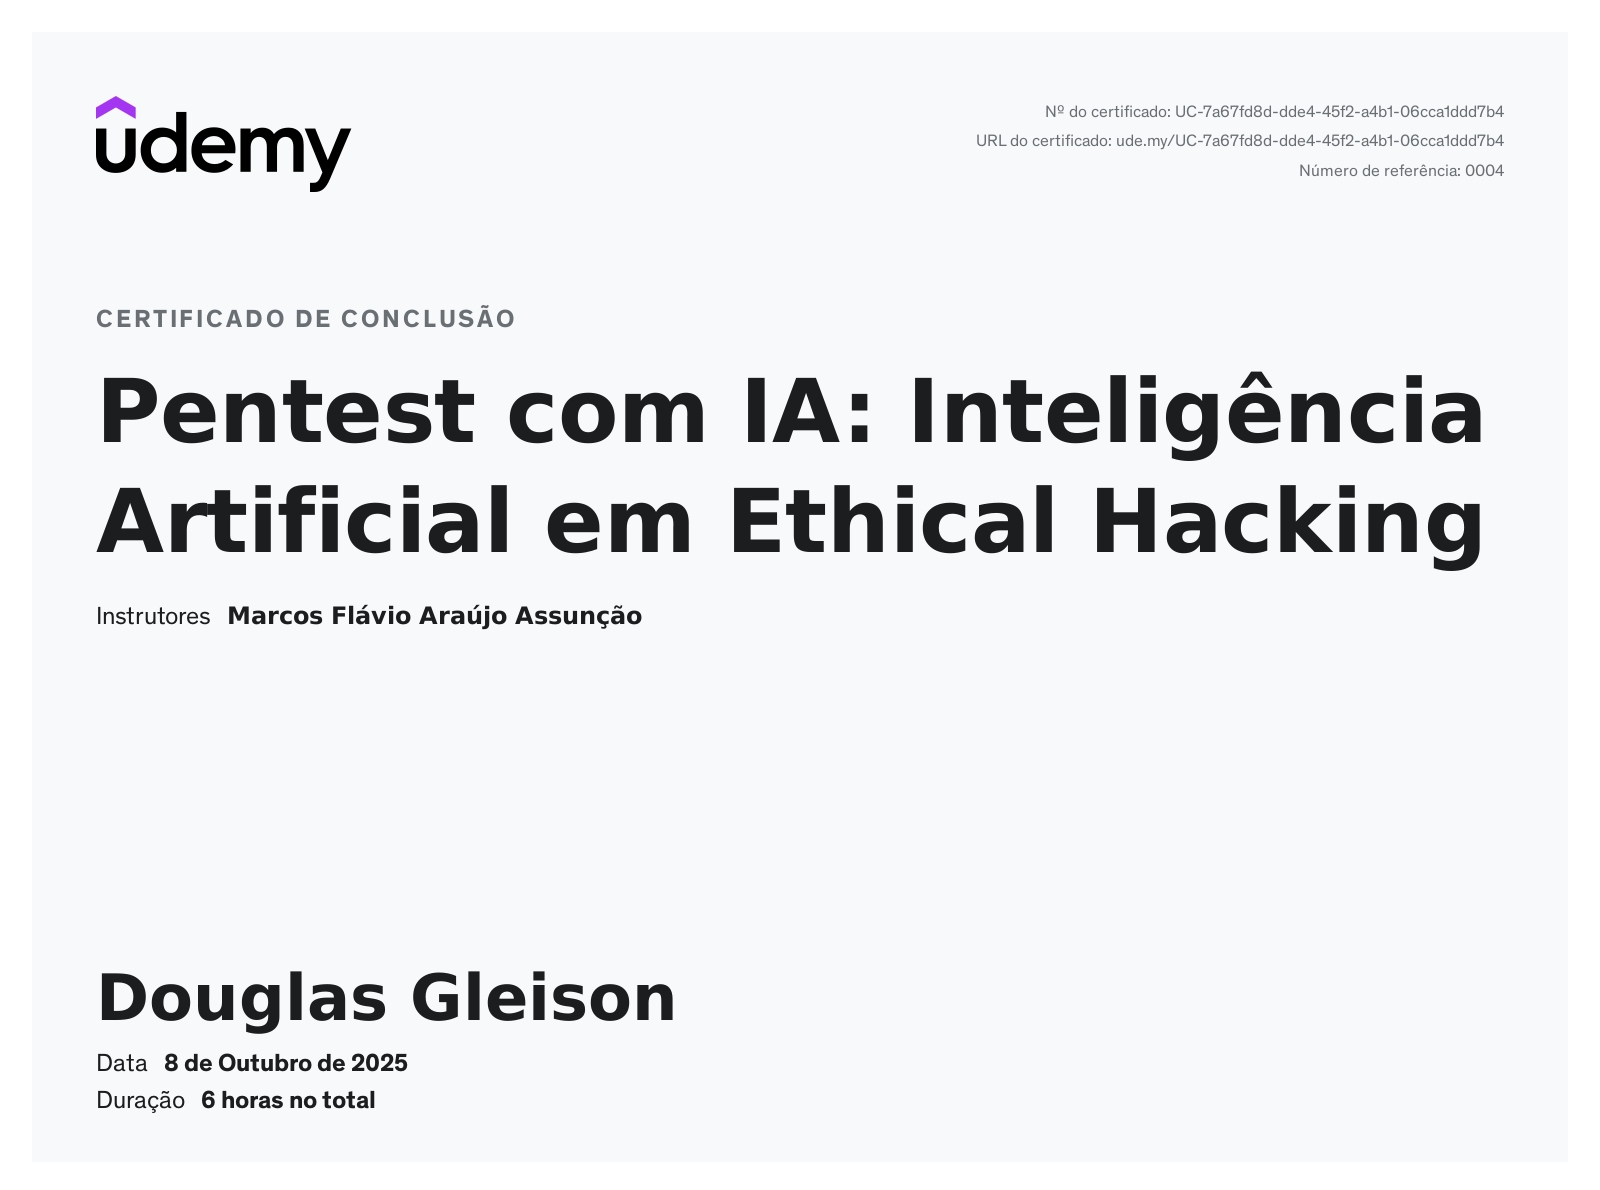 udemy
Nº do certificado: UC-7a67fd8d-dde4-45f2-a4b1-06cca1ddd7b4
URL do certificado: ude.my/UC-7a67fd8d-dde4-45f2-a4b1-06cca1ddd7b4
Número de referência: 0004
CERTIFICADO DE CONCLUSÃO
Pentest com IA: Inteligência
Artificial em Ethical Hacking
Instrutores Marcos Flávio Araújo Assunção
Douglas Gleison
Data 8 de Outubro de 2025
Duração 6 horas no total